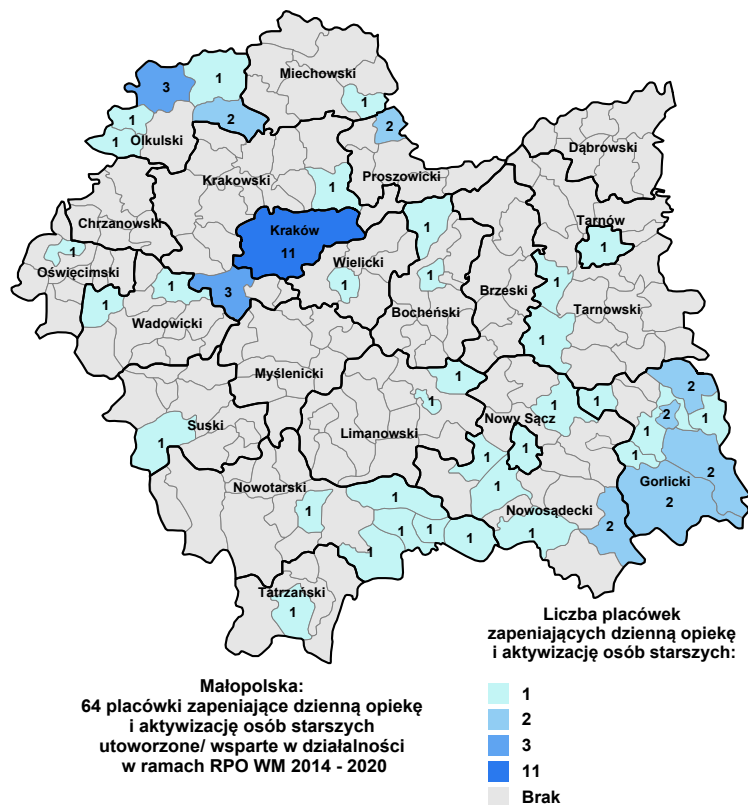 Miechowski
3
1
1
1
2
2
1
Olkulski
Dąbrowski
Krakowski
Proszowicki
1
Chrzanowski
Tarnów
1
Kraków
11
1
1
Oświęcimski
Wielicki
1
1
1
3
1
Bocheński
Brzeski
1
Tarnowski
Wadowicki
1
Myślenicki
1
2
1
1
1
2
1
Nowy Sącz
Suski
Limanowski
1
1
1
1
1
Nowotarski
1
1
2
Gorlicki
1
Nowosądecki
2
1
1
1
1
2
1
1
Tatrzański
1
Liczba placówek
zapeniających dzienną opiekę
i aktywizację osób starszych:
1
2
3
11
Brak
Małopolska:
64 placówki zapeniające dzienną opiekę
i aktywizację osób starszych
utoworzone/ wsparte w działalności
w ramach RPO WM 2014 - 2020